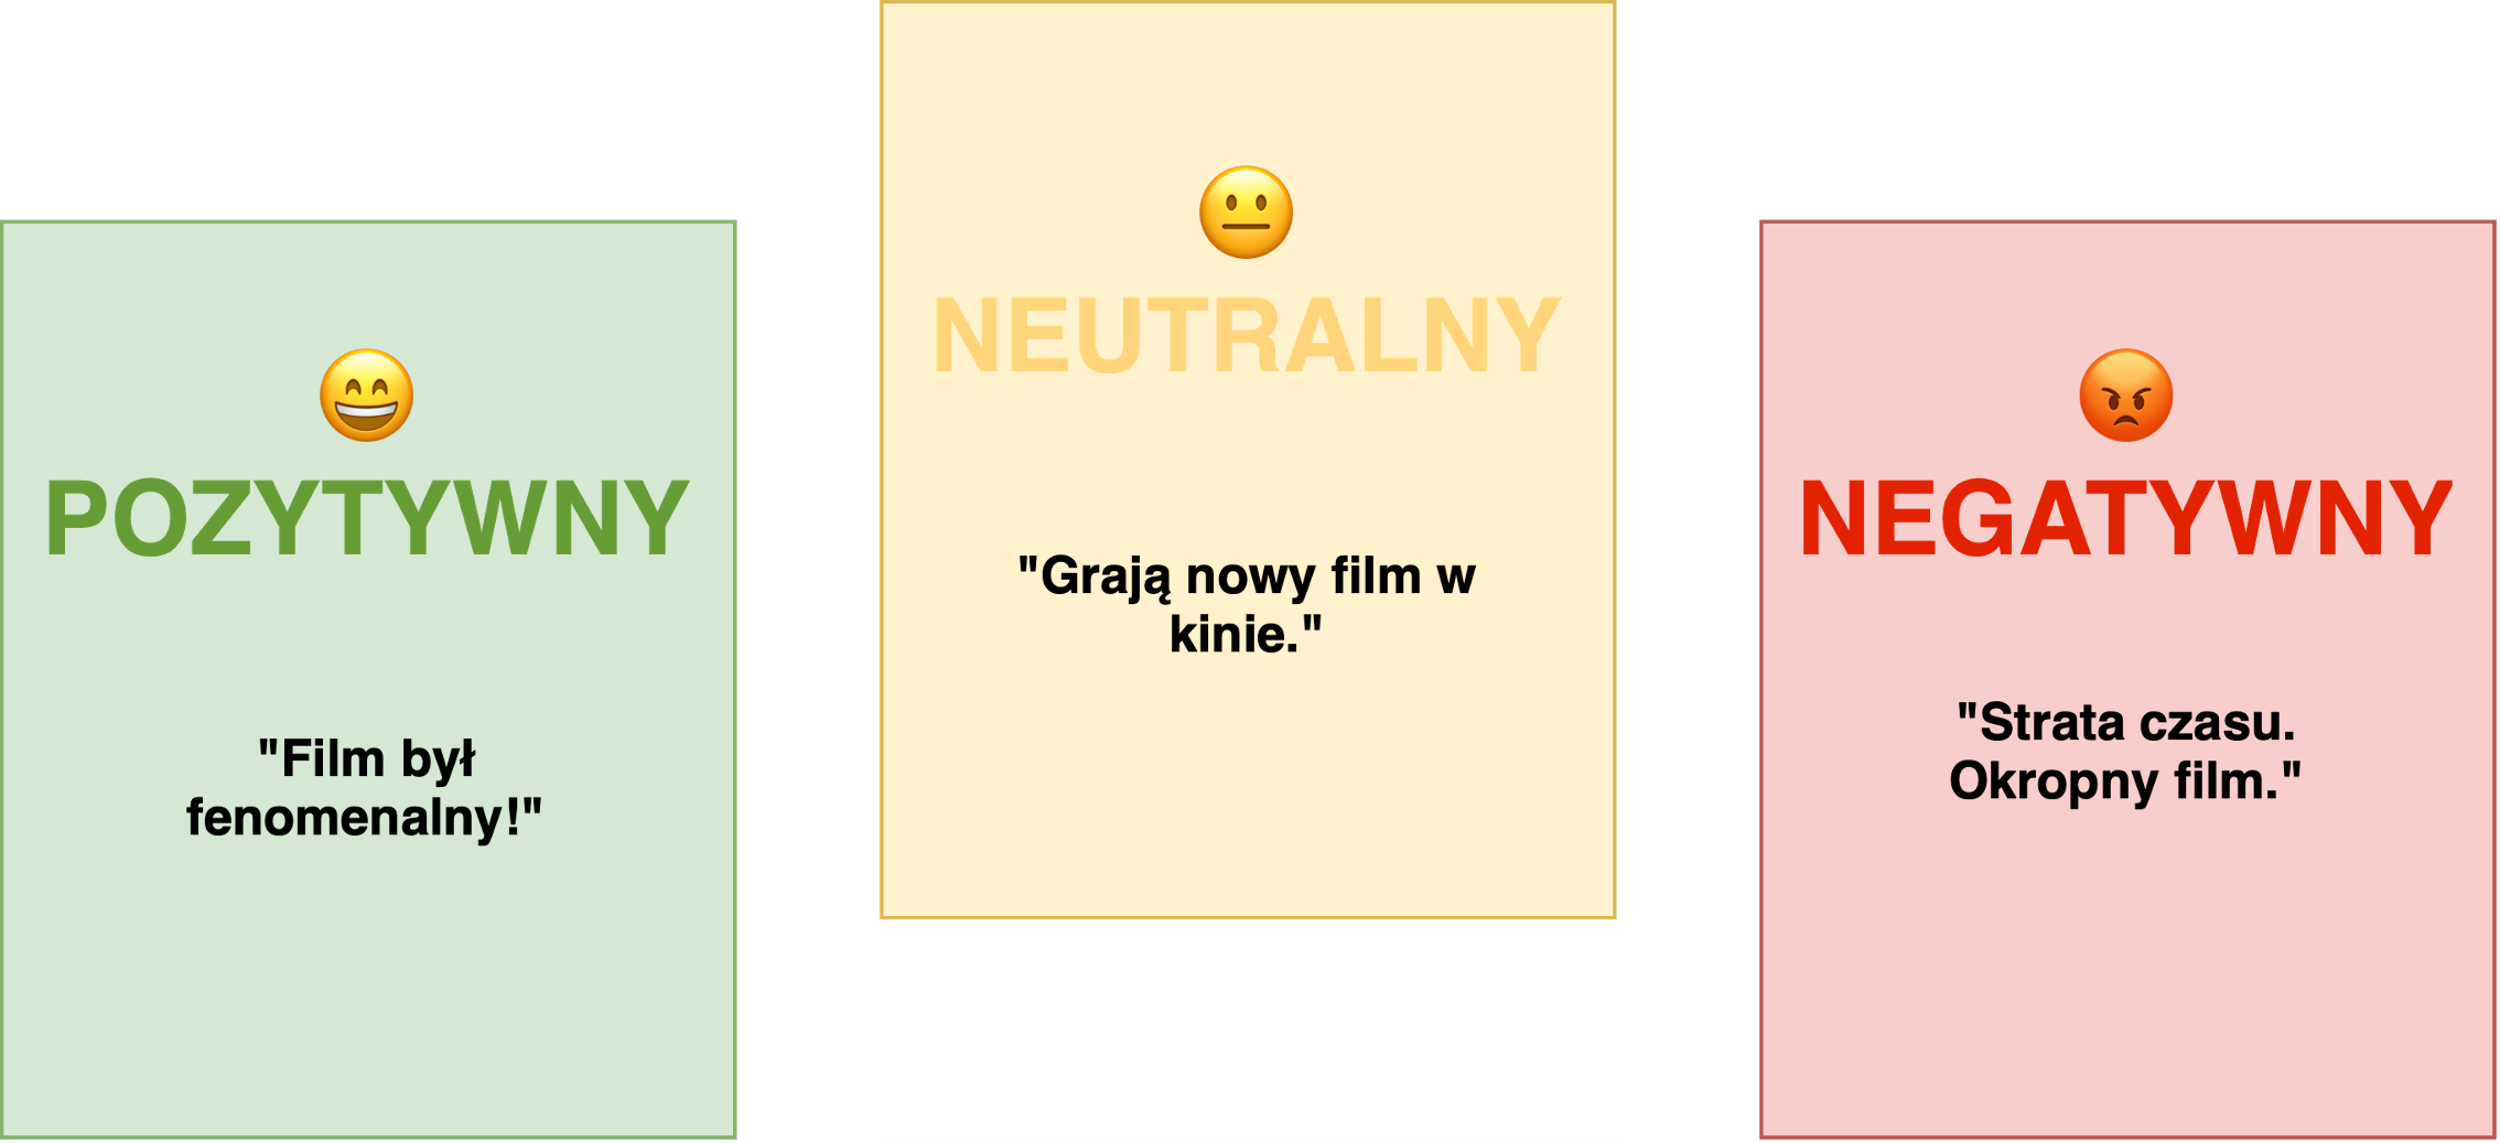 POZYTYWNY
"Film był
fenomenalny!"
NEUTRALNY
"Grają nowy film w
kinie."
NEGATYWNY
"Strata czasu.
Okropny film."